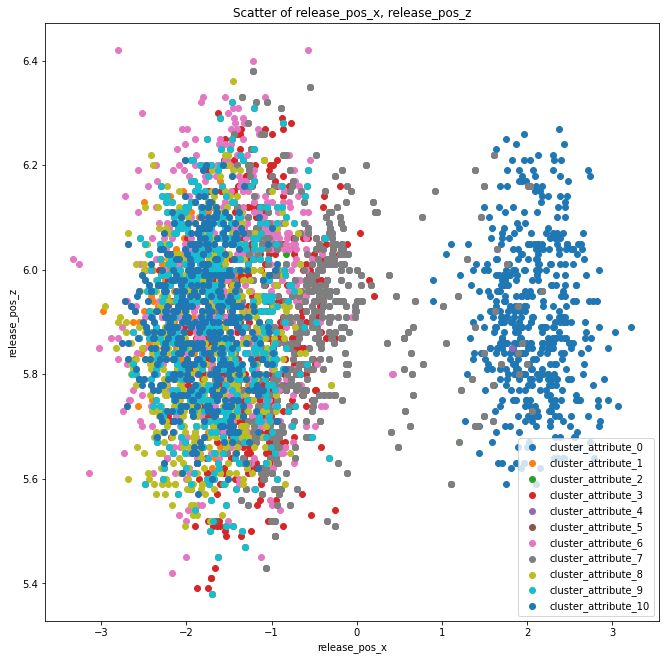 Scatter of release_pos_x, release_pos_z
release_pos_z
6.4
6.2
6.0
5.8
5.6
5.4
−3
−2
−1
0
1
2
3
release_pos_x
cluster_attribute_0
cluster_attribute_1
cluster_attribute_2
cluster_attribute_3
cluster_attribute_4
cluster_attribute_5
cluster_attribute_6
cluster_attribute_7
cluster_attribute_8
cluster_attribute_9
cluster_attribute_10